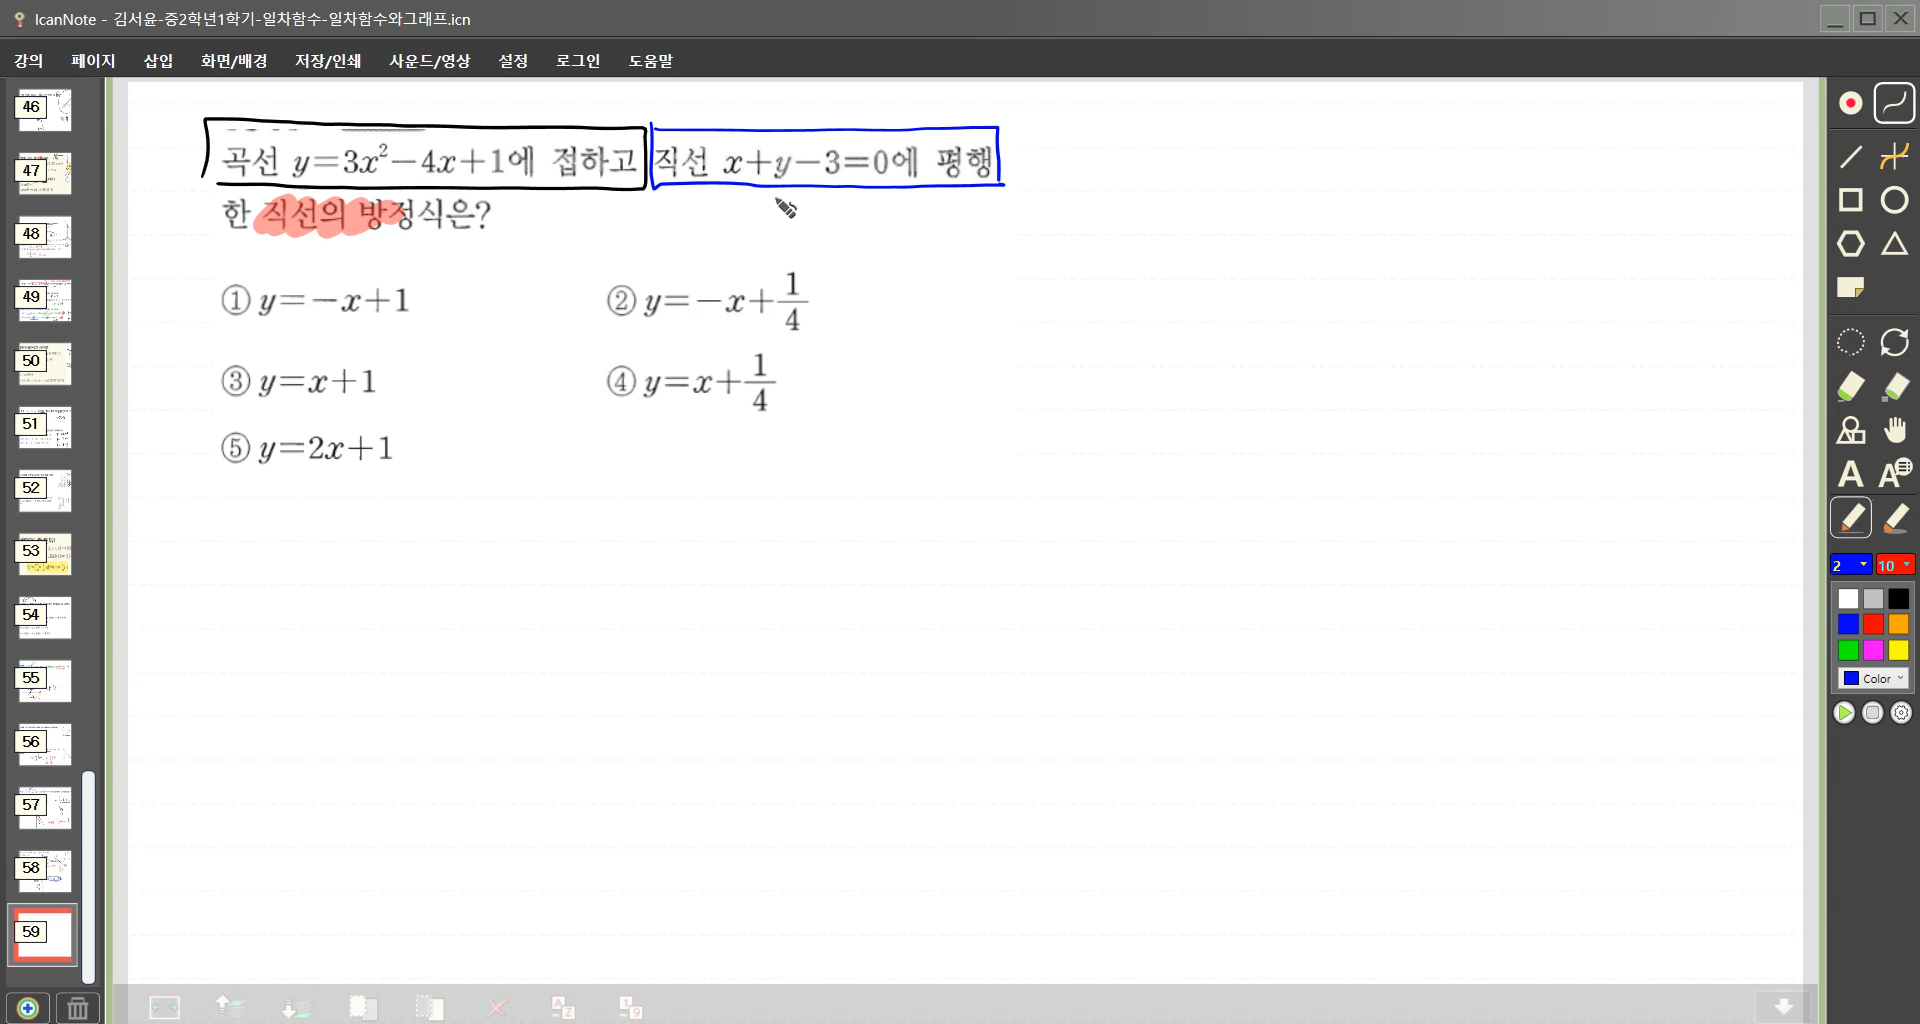 IcanNote - 김서윤-중2학년1학기-일차함수-일차함수와그래프.icn
강의 페이지 삽입 화면/배경 저장/인쇄 사운드/영상 설정 로그인 도움말
곡선 y=3x²-4x+1에 접하고 직선 x+y-3=0에 평행
한 직선의 방정식은?
① y=-x+1 ② y=-x+1/4
③ y=x+1 ④ y=x+1/4
⑤ y=2x+1
46
47
48
49
50
51
52
53
54
55
56
57
58
59
A A
2 10
Color
A Z
1 9